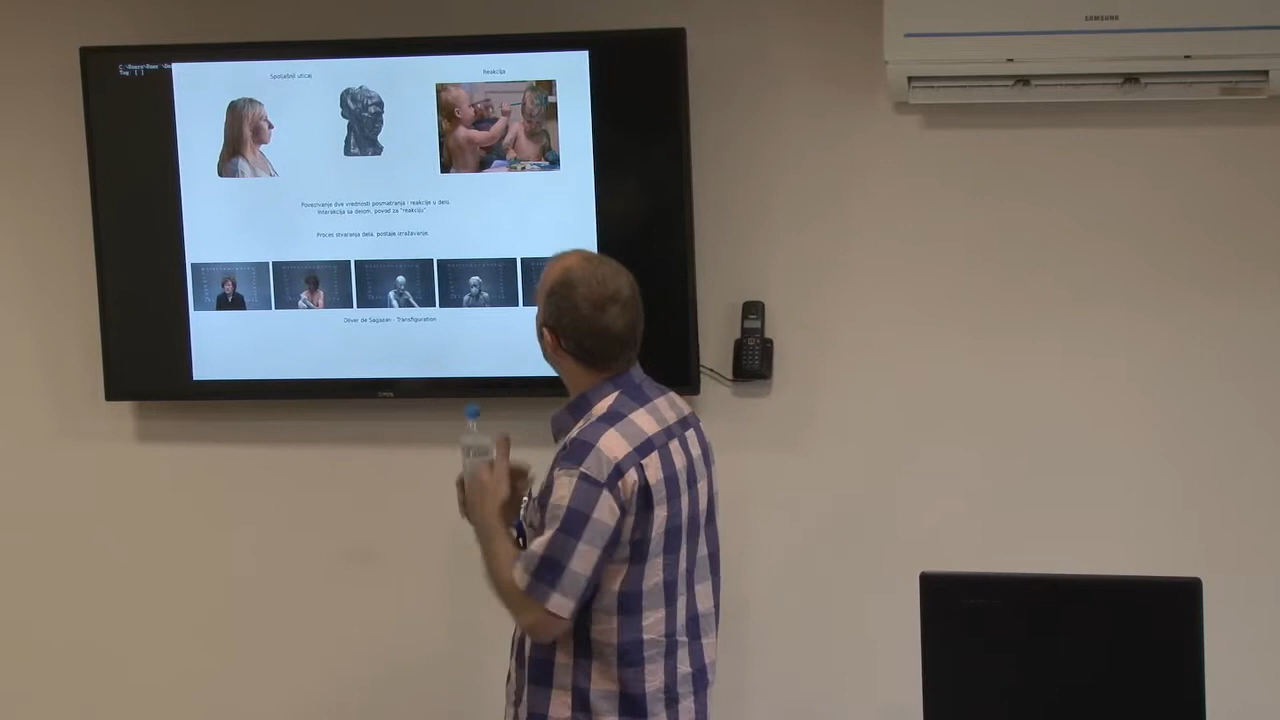 SAMSUNG
Spoljašnji uticaj
Reakcija
Povezivanje dve vrednosti posmatranja i reakcije u delo.
Interakcija sa delom, povod za "reakciju"
Proces stvaranja dela, postaje izražavanje.
Oliver de Sagazan - Transfiguration